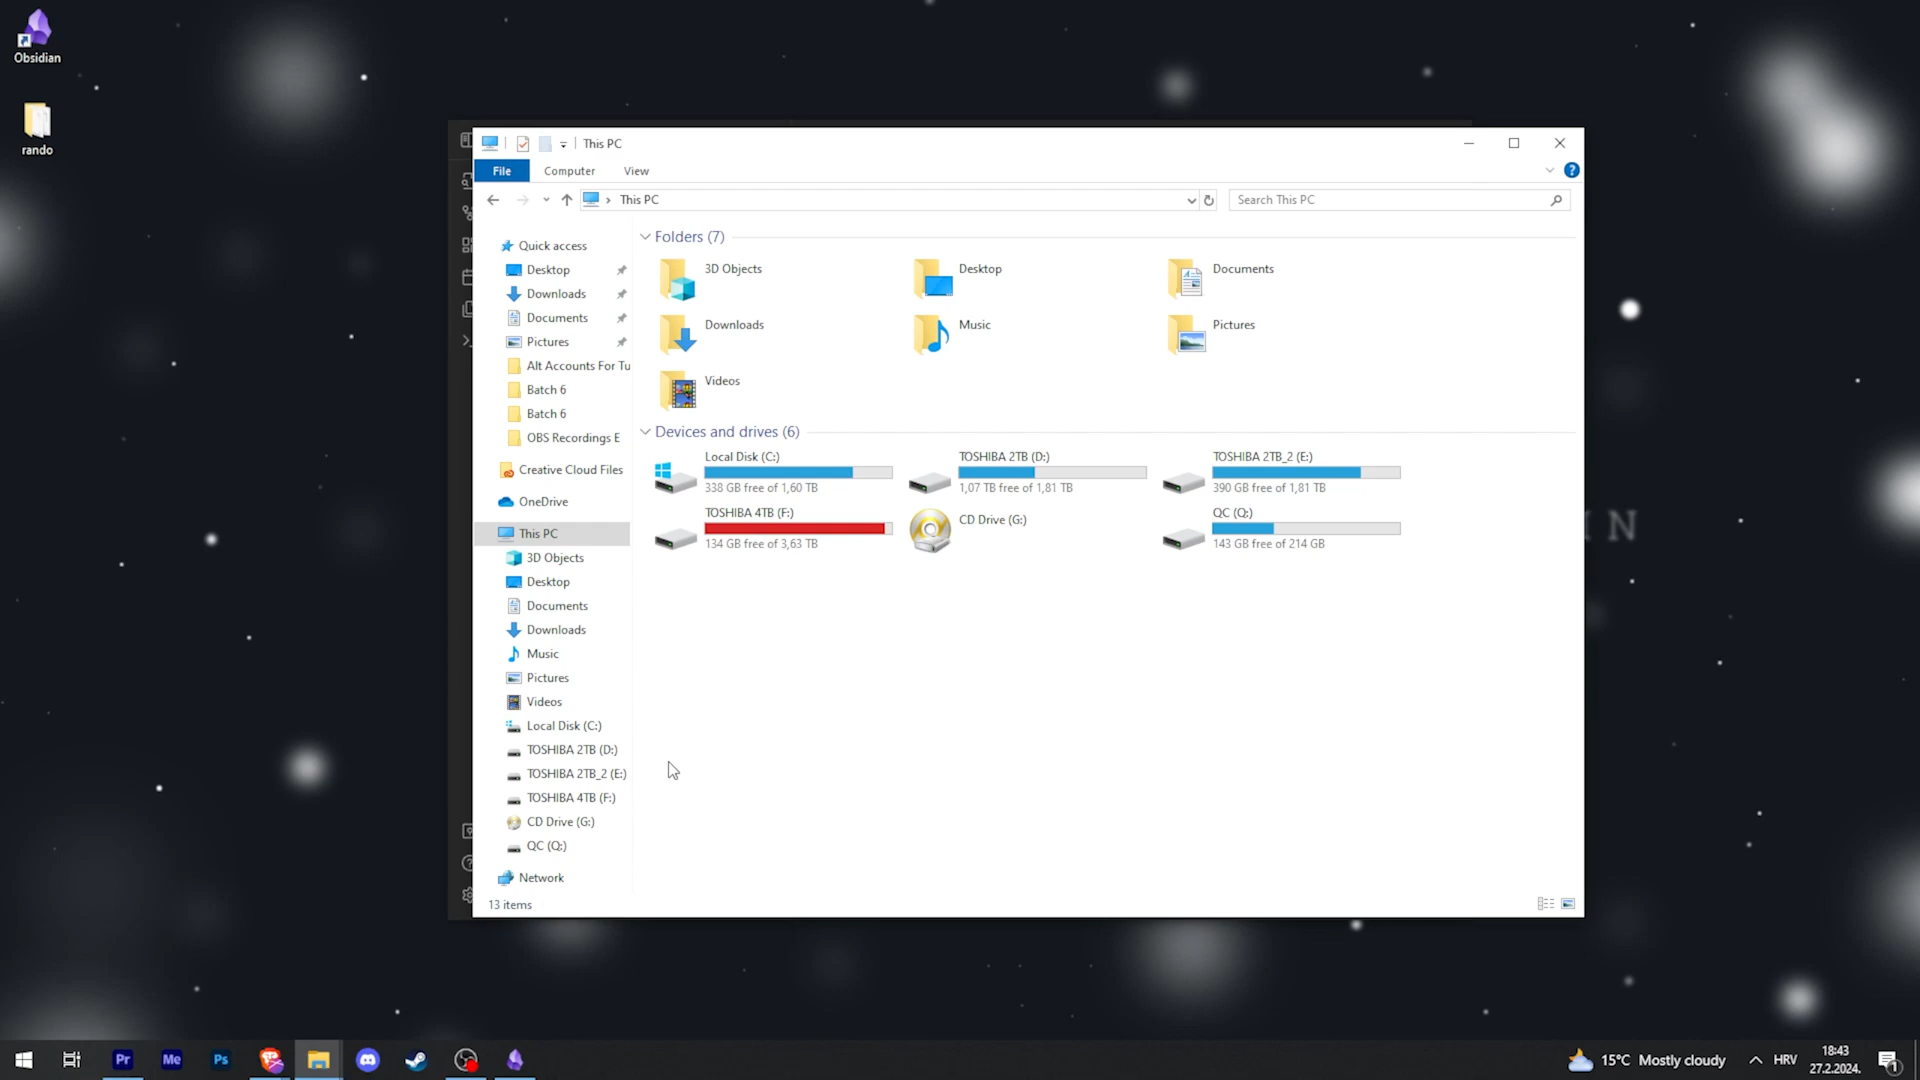 Obsidian
rando
This PC
File
Computer
View
This PC
Search This PC
Quick access
Desktop
Downloads
Documents
Pictures
Alt Accounts For Tu
Batch 6
Batch 6
OBS Recordings E
Creative Cloud Files
OneDrive
This PC
3D Objects
Desktop
Documents
Downloads
Music
Pictures
Videos
Local Disk (C:)
TOSHIBA 2TB (D:)
TOSHIBA 2TB_2 (E:)
TOSHIBA 4TB (F:)
CD Drive (G:)
QC (Q:)
Network
Folders (7)
3D Objects
Desktop
Documents
Downloads
Music
Pictures
Videos
Devices and drives (6)
Local Disk (C:)
338 GB free of 1,60 TB
TOSHIBA 2TB (D:)
1,07 TB free of 1,81 TB
TOSHIBA 2TB_2 (E:)
390 GB free of 1,81 TB
TOSHIBA 4TB (F:)
134 GB free of 3,63 TB
CD Drive (G:)
QC (Q:)
143 GB free of 214 GB
13 items
IN
Pr
Me
Ps
15°C Mostly cloudy
HRV
18:43
27.2.2024.
1